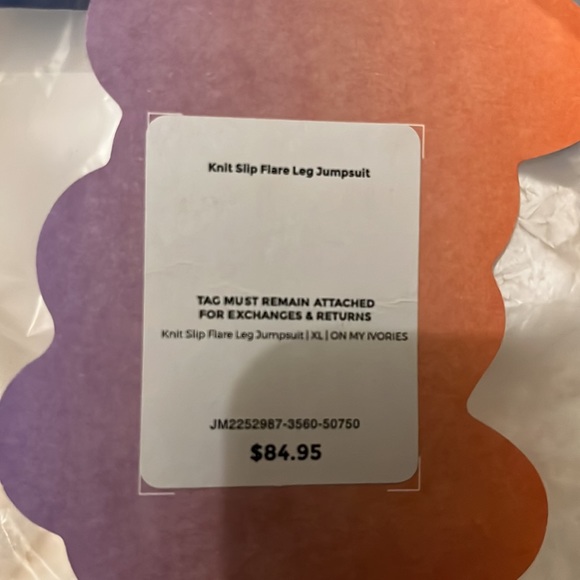 Knit Slip Flare Leg Jumpsuit
TAG MUST REMAIN ATTACHED
FOR EXCHANGES & RETURNS
Knit Slip Flare Leg Jumpsuit | XL | ON MY IVORIES
JM2252987-3560-50750
$84.95